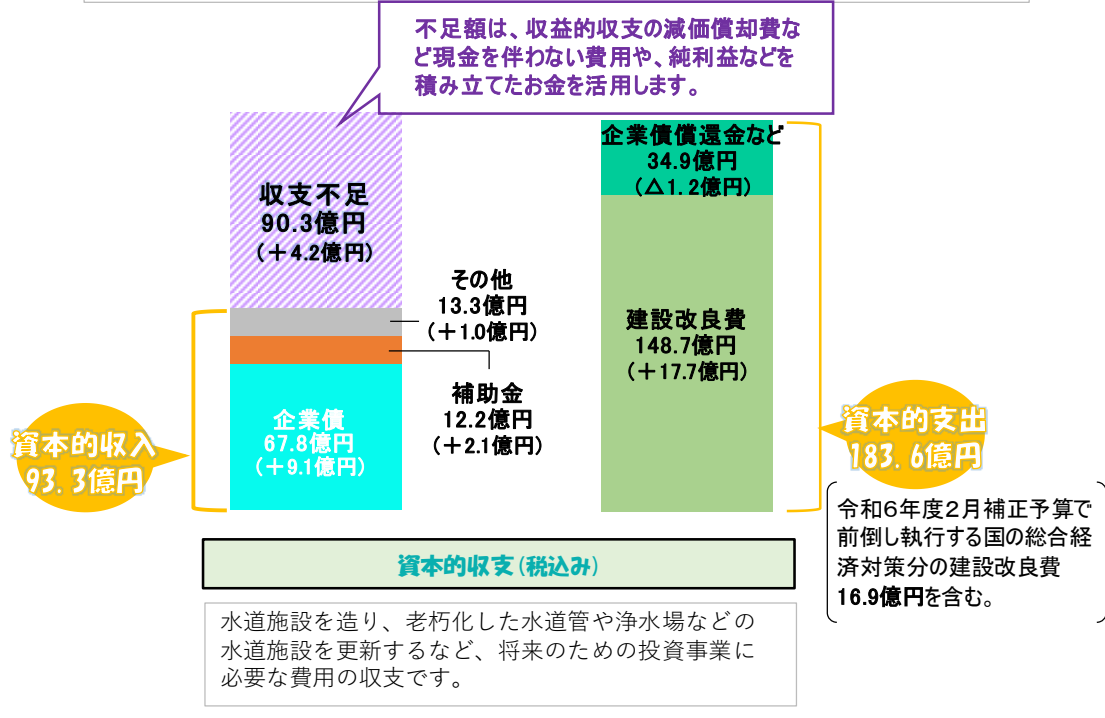 不足額は、収益的収支の減価償却費な
ど現金を伴わない費用や、純利益などを
積み立てたお金を活用します。
収支不足
90.3億円
(＋4.2億円)
その他
13.3億円
(＋1.0億円)
補助金
12.2億円
(＋2.1億円)
企業債
67.8億円
(＋9.1億円)
資本的収入
93.3億円
企業債償還金など
34.9億円
(△1.2億円)
建設改良費
148.7億円
(＋17.7億円)
資本的支出
183.6億円
令和6年度2月補正予算で
前倒し執行する国の総合経
済対策分の建設改良費
16.9億円を含む。
資本的収支(税込み)
水道施設を造り、老朽化した水道管や浄水場などの
水道施設を更新するなど、将来のための投資事業に
必要な費用の収支です。